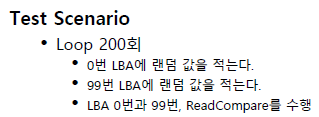 Test Scenario
• Loop 200회
• 0번 LBA에 랜덤 값을 적는다.
• 99번 LBA에 랜덤 값을 적는다.
• LBA 0번과 99번, ReadCompare를 수행